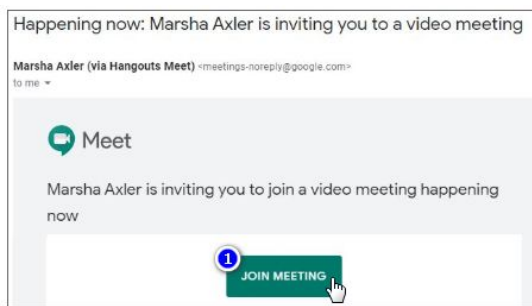 Happening now: Marsha Axler is inviting you to a video meeting
Marsha Axler (via Hangouts Meet) <meetings-noreply@google.com>
to me
Meet
Marsha Axler is inviting you to join a video meeting happening
now
1
JOIN MEETING